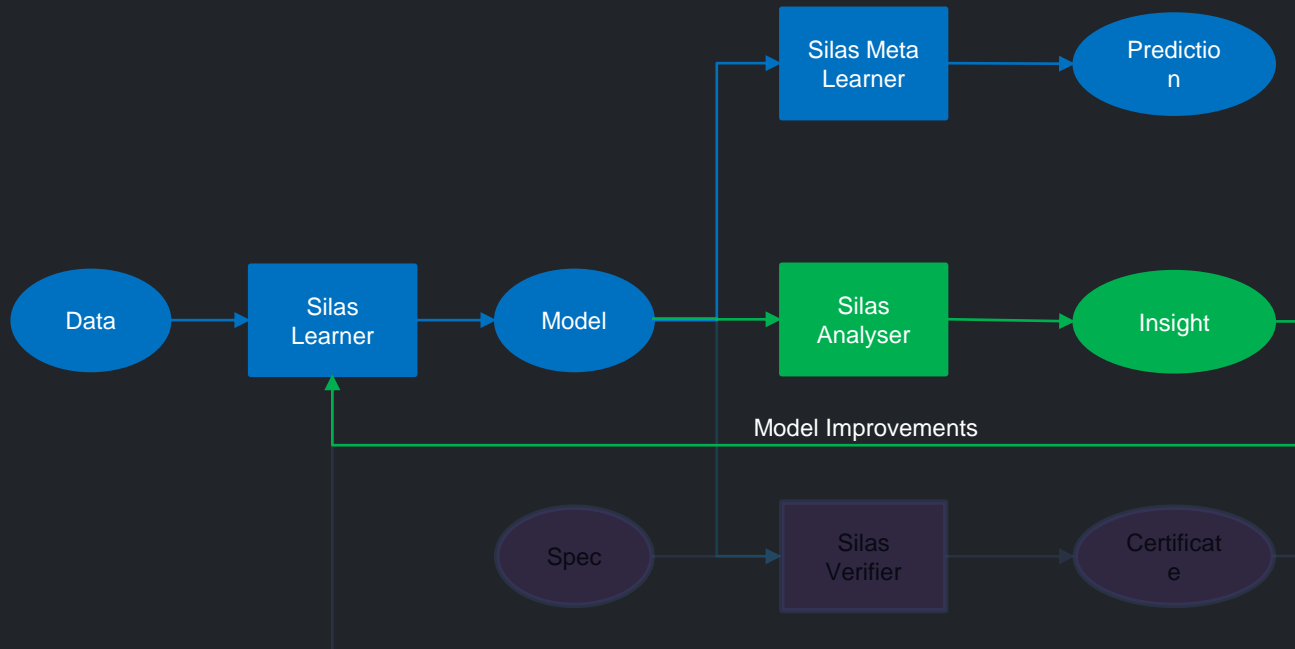 Silas Meta
Learner
Predictio
n
Data
Silas
Learner
Model
Silas
Analyser
Insight
Model Improvements
Spec
Silas
Verifier
Certificat
e